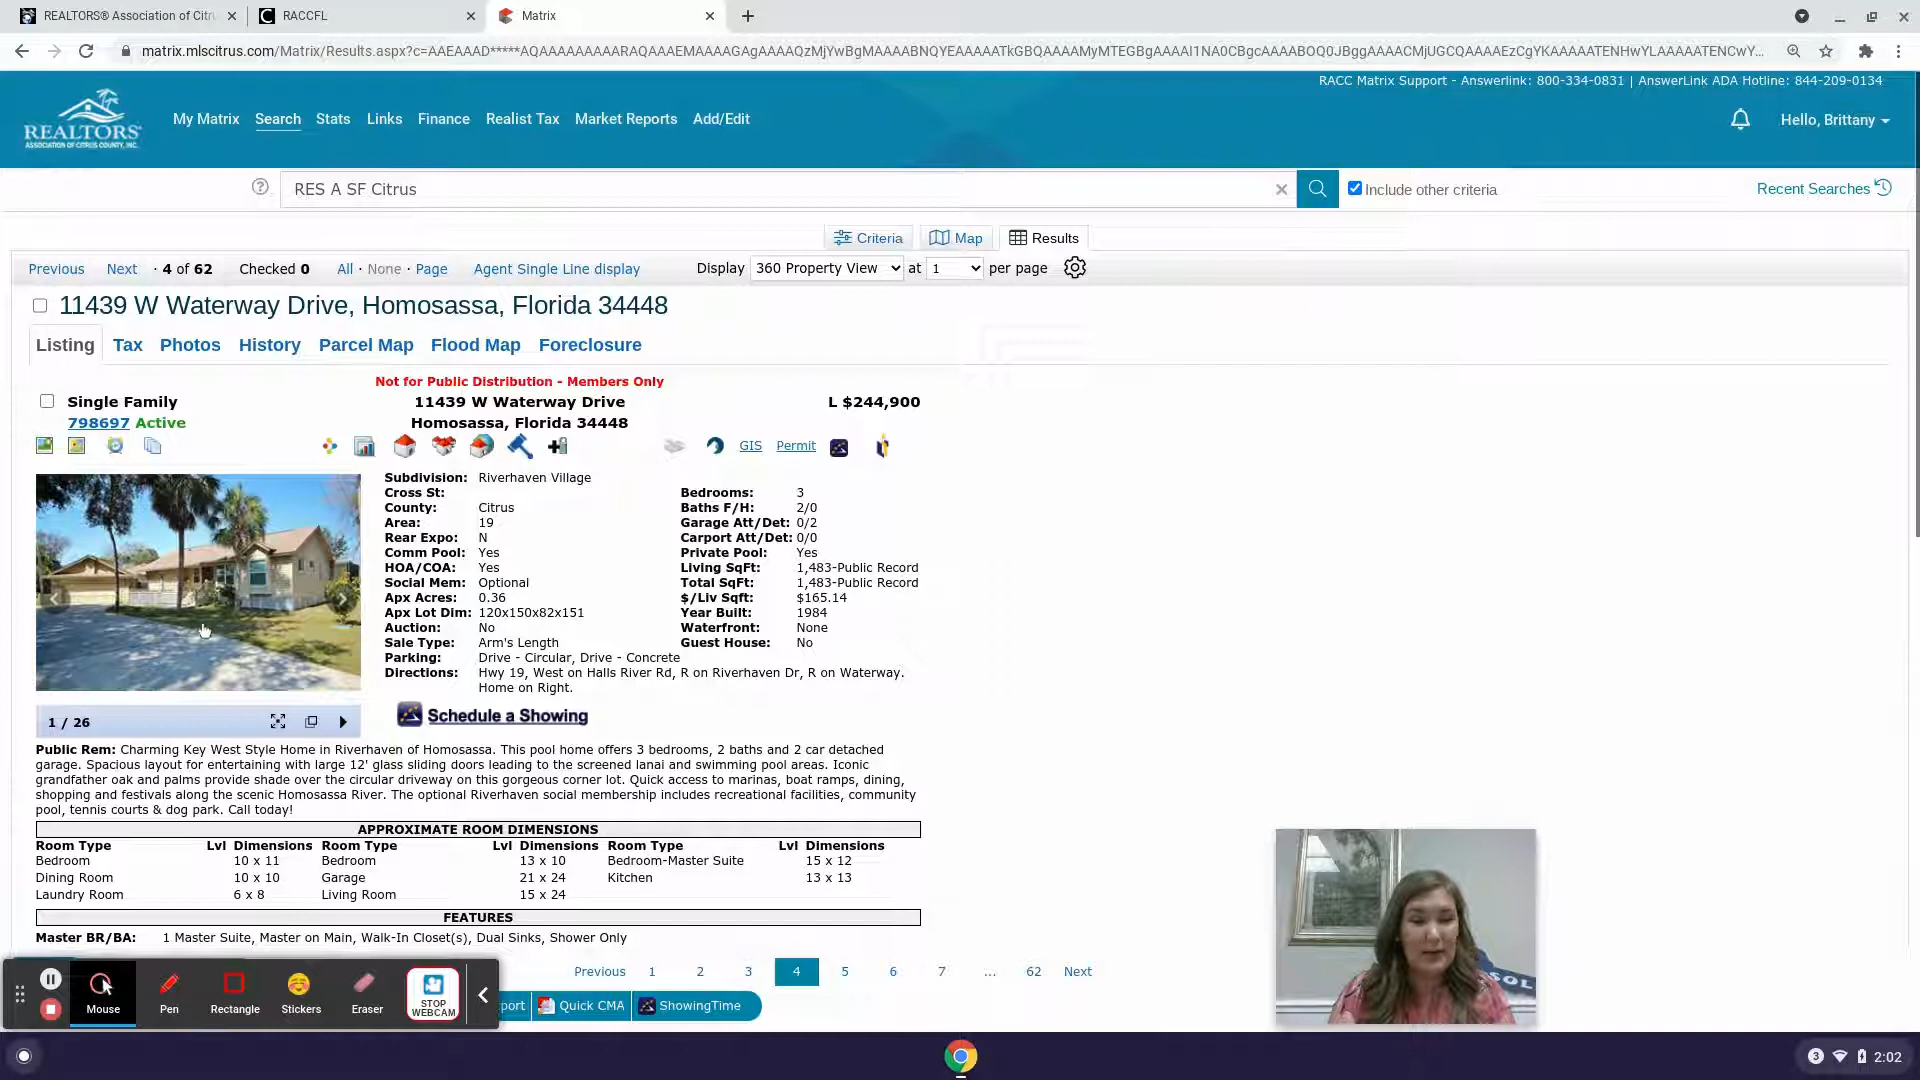 REALTORS® Association of Citru
RACCFL
Matrix
matrix.mlscitrus.com/Matrix/Results.aspx?c=AAEAAAD*****AQAAAAAAAAARAQAAAEMAAAAGAgAAAAQzMjYwBgMAAAABNQYEAAAAATkGBQAAAAMyMTEGBgAAAAI1NA0CBgcAAAABOQ0JBggAAAACMjUGCQAAAAEzCgYKAAAAATENHwYLAAAAATENCwY...
RACC Matrix Support - Answerlink: 800-334-0831 | AnswerLink ADA Hotline: 844-209-0134
REALTORS
ASSOCIATION OF CITRUS COUNTY, INC.
My Matrix Search Stats Links Finance Realist Tax Market Reports Add/Edit
Hello, Brittany
RES A SF Citrus
Include other criteria
Recent Searches
Criteria Map Results
Previous Next · 4 of 62 Checked 0 All · None · Page Agent Single Line display Display 360 Property View at 1 per page
11439 W Waterway Drive, Homosassa, Florida 34448
Listing Tax Photos History Parcel Map Flood Map Foreclosure
Not for Public Distribution - Members Only
Single Family 11439 W Waterway Drive L $244,900
798697 Active Homosassa, Florida 34448
GIS Permit
Subdivision: Riverhaven Village
Cross St: Bedrooms: 3
County: Citrus Baths F/H: 2/0
Area: 19 Garage Att/Det: 0/2
Rear Expo: N Carport Att/Det: 0/0
Comm Pool: Yes Private Pool: Yes
HOA/COA: Yes Living SqFt: 1,483-Public Record
Social Mem: Optional Total SqFt: 1,483-Public Record
Apx Acres: 0.36 $/Liv Sqft: $165.14
Apx Lot Dim: 120x150x82x151 Year Built: 1984
Auction: No Waterfront: None
Sale Type: Arm's Length Guest House: No
Parking: Drive - Circular, Drive - Concrete
Directions: Hwy 19, West on Halls River Rd, R on Riverhaven Dr, R on Waterway.
Home on Right.
1 / 26
Schedule a Showing
Public Rem: Charming Key West Style Home in Riverhaven of Homosassa. This pool home offers 3 bedrooms, 2 baths and 2 car detached
garage. Spacious layout for entertaining with large 12' glass sliding doors leading to the screened lanai and swimming pool areas. Iconic
grandfather oak and palms provide shade over the circular driveway on this gorgeous corner lot. Quick access to marinas, boat ramps, dining,
shopping and festivals along the scenic Homosassa River. The optional Riverhaven social membership includes recreational facilities, community
pool, tennis courts & dog park. Call today!
APPROXIMATE ROOM DIMENSIONS
Room Type Lvl Dimensions Room Type Lvl Dimensions Room Type Lvl Dimensions
Bedroom 10 x 11 Bedroom 13 x 10 Bedroom-Master Suite 15 x 12
Dining Room 10 x 10 Garage 21 x 24 Kitchen 13 x 13
Laundry Room 6 x 8 Living Room 15 x 24
FEATURES
Master BR/BA: 1 Master Suite, Master on Main, Walk-In Closet(s), Dual Sinks, Shower Only
Previous 1 2 3 4 5 6 7 ... 62 Next
port Quick CMA ShowingTime
Mouse Pen Rectangle Stickers Eraser STOP WEBCAM
SOL
3 2:02